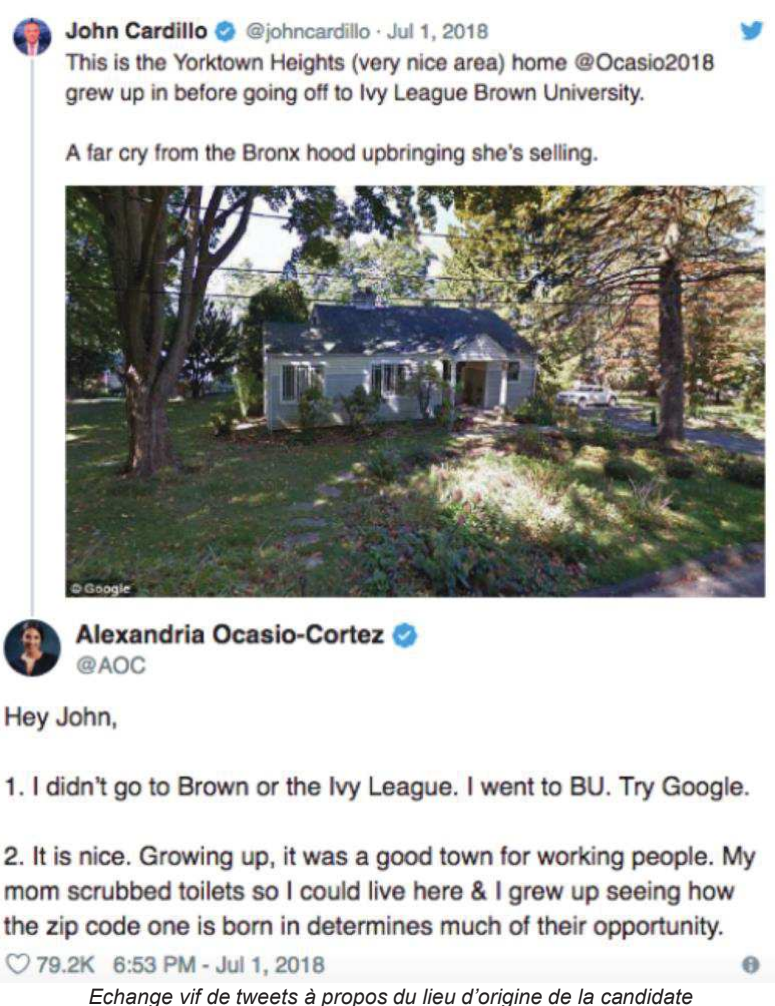 John Cardillo @johncardillo · Jul 1, 2018
This is the Yorktown Heights (very nice area) home @Ocasio2018
grew up in before going off to Ivy League Brown University.
A far cry from the Bronx hood upbringing she's selling.
© Google
Alexandria Ocasio-Cortez
@AOC
Hey John,
1. I didn't go to Brown or the Ivy League. I went to BU. Try Google.
2. It is nice. Growing up, it was a good town for working people. My
mom scrubbed toilets so I could live here & I grew up seeing how
the zip code one is born in determines much of their opportunity.
79.2K 6:53 PM - Jul 1, 2018
Echange vif de tweets à propos du lieu d'origine de la candidate